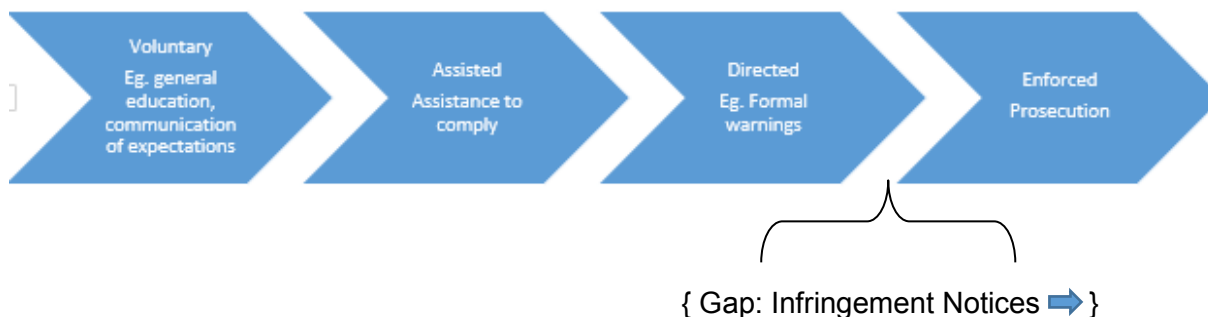 Voluntary
Eg. general
education,
communication
of expectations
Assisted
Assistance to
comply
Directed
Eg. Formal
warnings
Enforced
Prosecution
{ Gap: Infringement Notices }